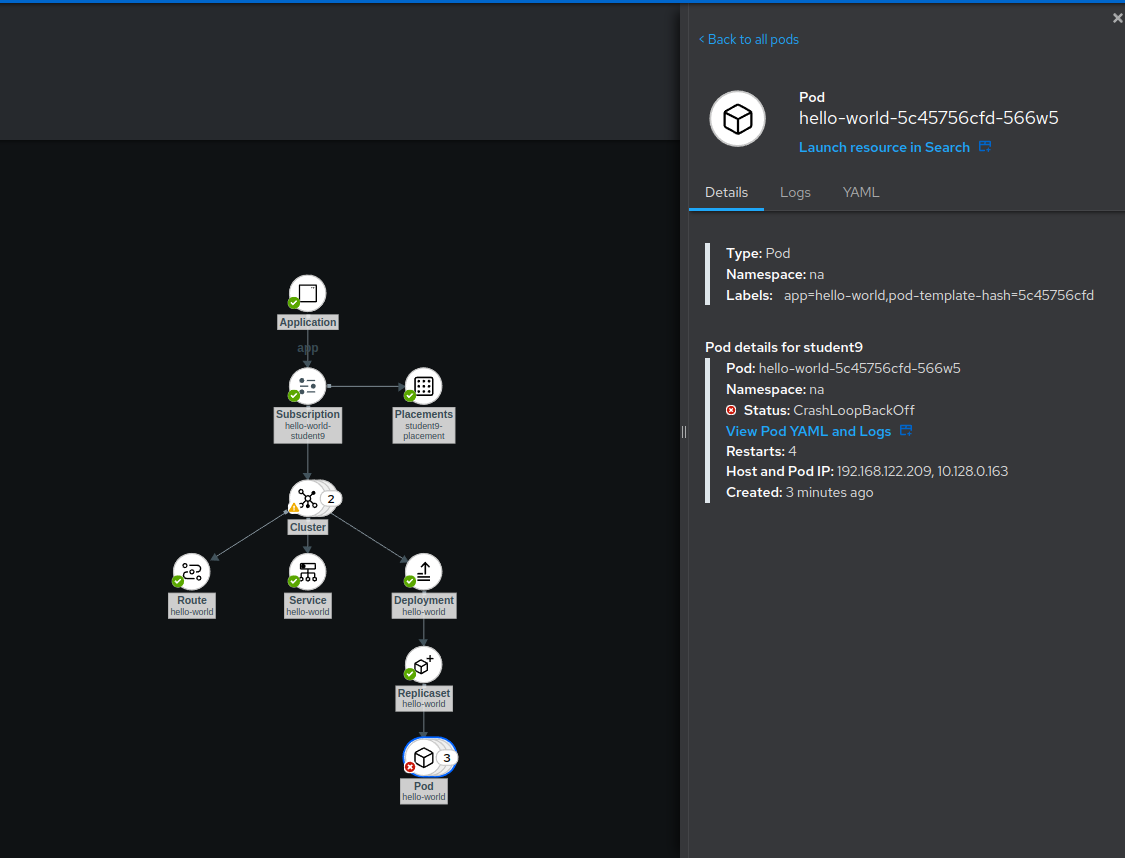 Application
app
Subscription
hello-world-
student9
Placements
student9-
placement
2
Cluster
Route
hello-world
Service
hello-world
Deployment
hello-world
Replicaset
hello-world
3
Pod
hello-world
< Back to all pods
Pod
hello-world-5c45756cfd-566w5
Launch resource in Search
Details Logs YAML
Type: Pod
Namespace: na
Labels: app=hello-world,pod-template-hash=5c45756cfd
Pod details for student9
Pod: hello-world-5c45756cfd-566w5
Namespace: na
Status: CrashLoopBackOff
View Pod YAML and Logs
Restarts: 4
Host and Pod IP: 192.168.122.209, 10.128.0.163
Created: 3 minutes ago